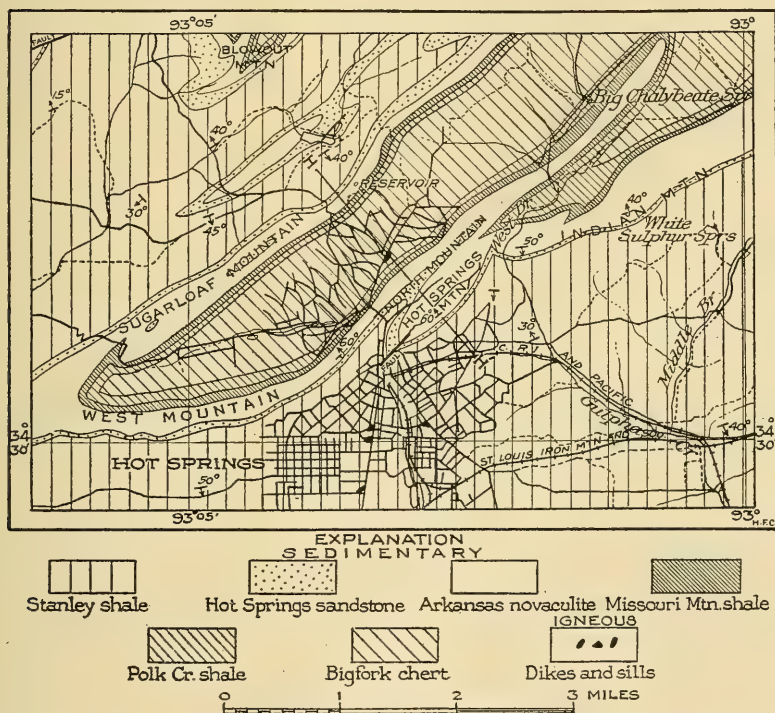 93°05' 93°
FAULT
BLOWOUT
MTN
15°
40°
40°
Big Chalybeate Spr.
RESERVOIR
30°
45°
SUGARLOAF MOUNTAIN
NORTH MOUNTAIN
HOT SPRINGS
MTN.
West Br.
INDIAN MTN
40°
White
Sulphur Sprs
50°
50°
60°
30°
FAULT
C. R. I. AND PACIFIC
Middle Br.
WEST MOUNTAIN
34°
30'
34°
30'
40°
HOT SPRINGS
ST. LOUIS IRON MTN AND
50°
93°05' 93°
H.F.C.
EXPLANATION
SEDIMENTARY
Stanley shale Hot Springs sandstone Arkansas novaculite Missouri Mtn. shale
IGNEOUS
Polk Cr. shale Bigfork chert Dikes and sills
0 1 2 3 MILES